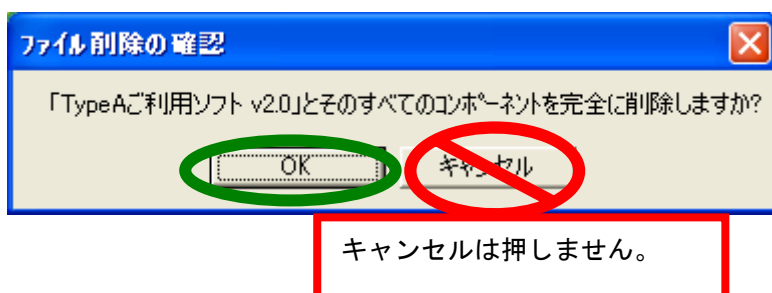 ファイル削除の確認
「TypeAご利用ソフト v2.0」とそのすべてのコンポーネントを完全に削除しますか?
OK
キャンセル
キャンセルは押しません。